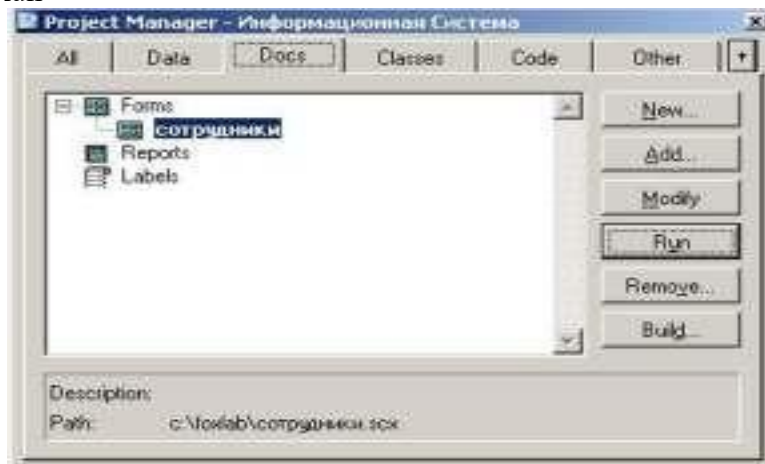 Project Manager - Информационная Система
All Data Docs Classes Code Other
Forms
сотрудники
Reports
Labels
New...
Add...
Modify
Run
Remove...
Build...
Description:
Path: c:\foxlab\сотрудники.scx